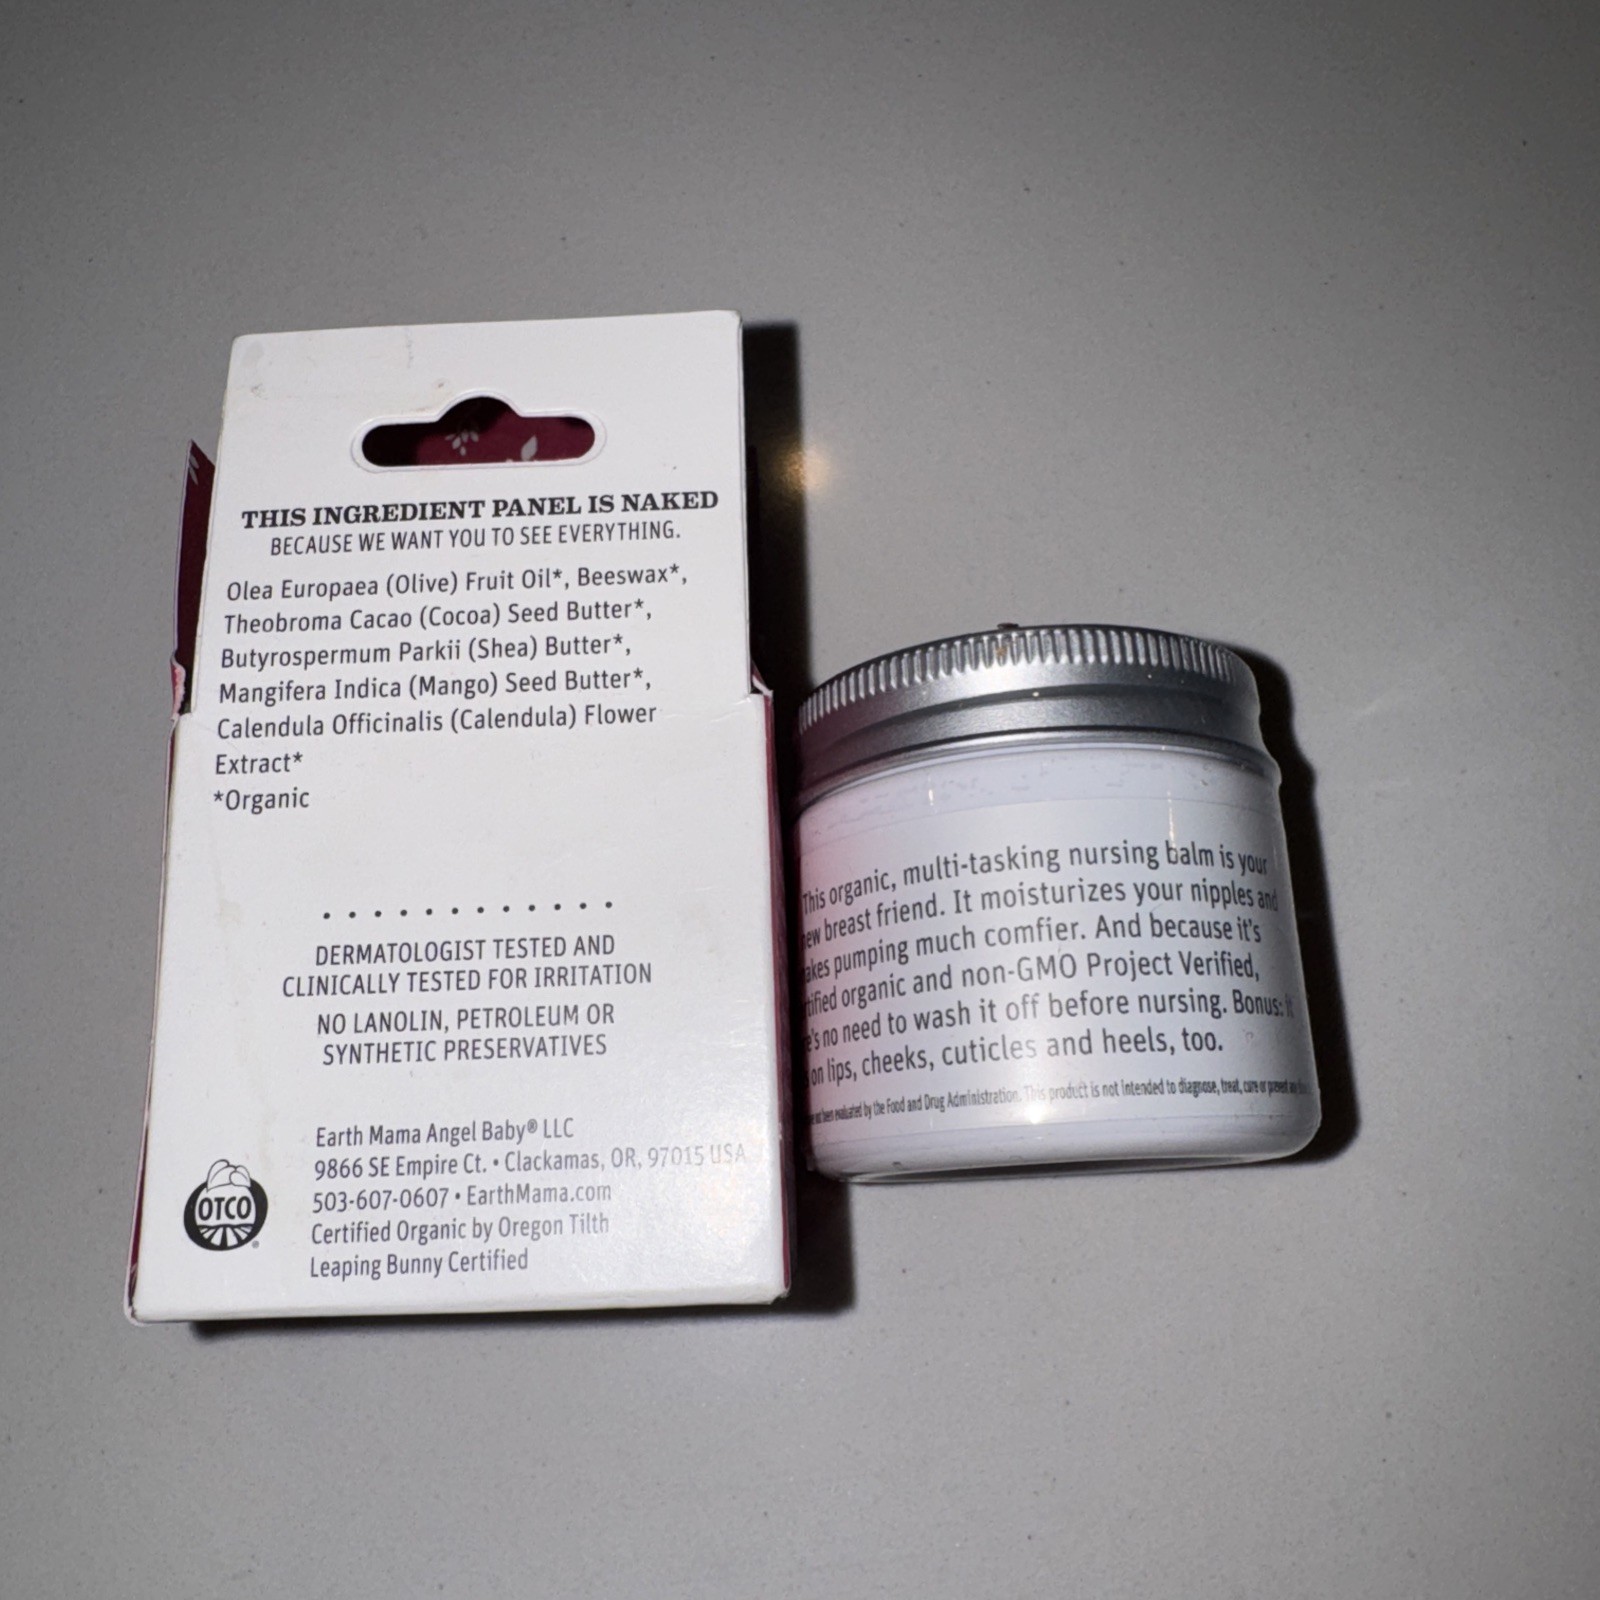 THIS INGREDIENT PANEL IS NAKED
BECAUSE WE WANT YOU TO SEE EVERYTHING.
Olea Europaea (Olive) Fruit Oil*, Beeswax*,
Theobroma Cacao (Cocoa) Seed Butter*,
Butyrospermum Parkii (Shea) Butter*,
Mangifera Indica (Mango) Seed Butter*,
Calendula Officinalis (Calendula) Flower
Extract*
*Organic
DERMATOLOGIST TESTED AND
CLINICALLY TESTED FOR IRRITATION
NO LANOLIN, PETROLEUM OR
SYNTHETIC PRESERVATIVES
Earth Mama Angel Baby® LLC
9866 SE Empire Ct. • Clackamas, OR, 97015 USA
503-607-0607 • EarthMama.com
Certified Organic by Oregon Tilth
Leaping Bunny Certified
OTCO
This organic, multi-tasking nursing balm is your
breast friend. It moisturizes your nipples and
pumping much comfier. And because it's
organic and non-GMO Project Verified,
no need to wash it off before nursing. Bonus: it
on lips, cheeks, cuticles and heels, too.
been evaluated by the Food and Drug Administration. This product is not intended to diagnose, treat, cure or prevent any